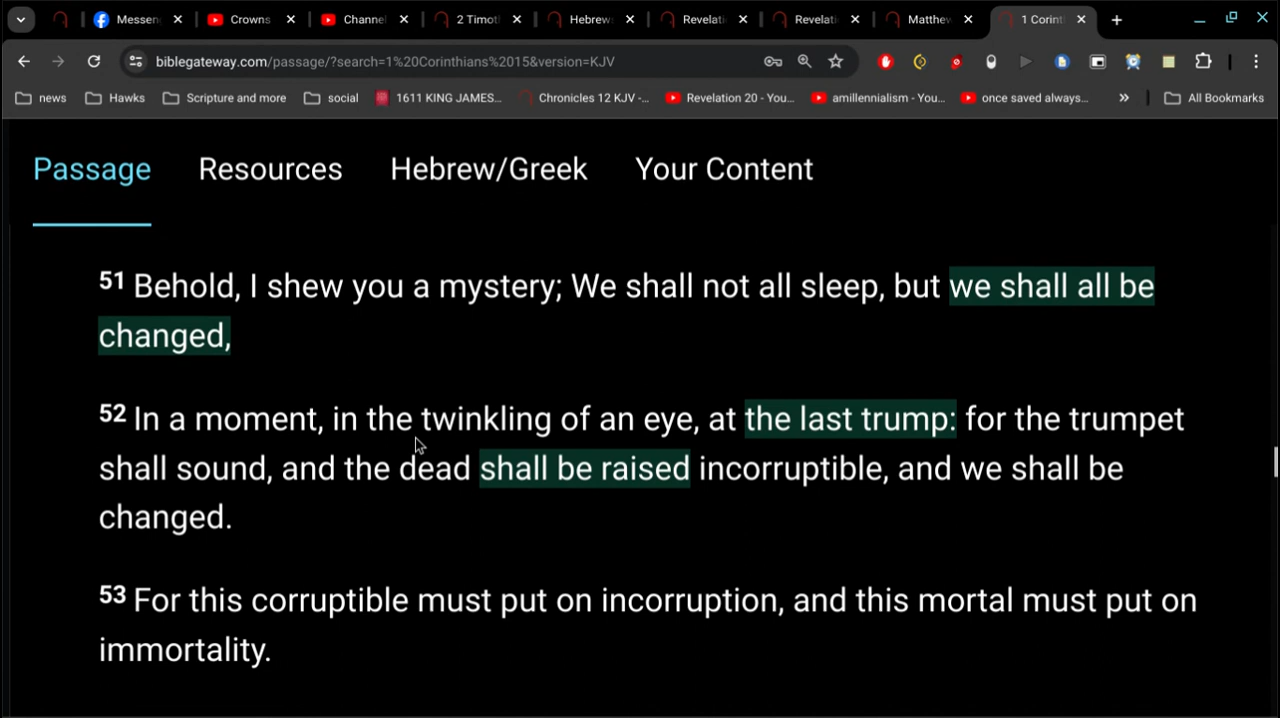 Messen
Crowns
Channel
2 Timot
Hebrew
Revelati
Revelati
Matthew
1 Corint
biblegateway.com/passage/?search=1%20Corinthians%2015&version=KJV
news
Hawks
Scripture and more
social
1611 KING JAMES...
Chronicles 12 KJV -...
Revelation 20 - You...
amillennialism - You...
once saved always...
»
All Bookmarks
Passage
Resources
Hebrew/Greek
Your Content
51 Behold, I shew you a mystery; We shall not all sleep, but we shall all be
changed,
52 In a moment, in the twinkling of an eye, at the last trump: for the trumpet
shall sound, and the dead shall be raised incorruptible, and we shall be
changed.
53 For this corruptible must put on incorruption, and this mortal must put on
immortality.